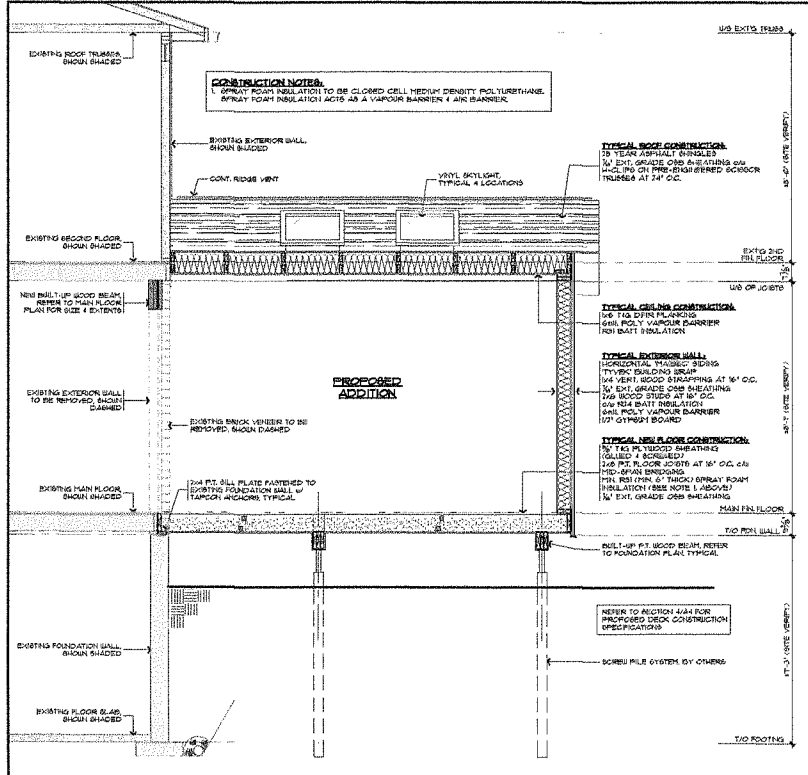 U/S EXT'G TRUSS
EXISTING ROOF TRUSSES,
SHOWN SHADED
CONSTRUCTION NOTES:
1. SPRAY FOAM INSULATION TO BE CLOSED CELL MEDIUM DENSITY POLYURETHANE.
SPRAY FOAM INSULATION ACTS AS A VAPOUR BARRIER & AIR BARRIER.
EXISTING EXTERIOR WALL,
SHOWN SHADED
TYPICAL ROOF CONSTRUCTION:
25 YEAR ASPHALT SHINGLES
EXT. GRADE OSB SHEATHING c/w
H-CLIPS ON PRE-ENGINEERED SCISSOR
TRUSSES AT 24" O.C.
(SITE VERIFY)
CONT. RIDGE VENT
VINYL SKYLIGHT,
TYPICAL 4 LOCATIONS
EXISTING SECOND FLOOR,
SHOWN SHADED
EXT'G 2ND
FIN. FLOOR
U/S OF JOISTS
NEW BUILT-UP WOOD BEAM,
REFER TO MAIN FLOOR
PLAN FOR SIZE & EXTENTS
TYPICAL CEILING CONSTRUCTION:
1x6 T&G D.FIR PLANKING
6mil. POLY VAPOUR BARRIER
BATT INSULATION
PROPOSED
ADDITION
TYPICAL EXTERIOR WALL:
HORIZONTAL 'MAIBEC' SIDING
'TYVEK' BUILDING WRAP
1x4 VERT. WOOD STRAPPING AT 16" O.C.
EXT. GRADE OSB SHEATHING
2x6 WOOD STUDS AT 16" O.C.
c/w BATT INSULATION
6mil. POLY VAPOUR BARRIER
1/2" GYPSUM BOARD
(SITE VERIFY)
EXISTING EXTERIOR WALL
TO BE REMOVED, SHOWN
DASHED
EXISTING BRICK VENEER TO BE
REMOVED, SHOWN DASHED
TYPICAL NEW FLOOR CONSTRUCTION:
T&G PLYWOOD SHEATHING
(GLUED & SCREWED)
2x8 P.T. FLOOR JOISTS AT 16" O.C. c/w
MID-SPAN BRIDGING
MIN. (MIN. 6" THICK) SPRAY FOAM
INSULATION (SEE NOTE 1, ABOVE)
EXT. GRADE OSB SHEATHING
EXISTING MAIN FLOOR,
SHOWN SHADED
2x4 P.T. SILL PLATE FASTENED TO
EXISTING FOUNDATION WALL w/
TAPCON ANCHORS, TYPICAL
MAIN FIN. FLOOR
T/O FDN. WALL
BUILT-UP P.T. WOOD BEAM, REFER
TO FOUNDATION PLAN, TYPICAL
REFER TO SECTION 4/A4 FOR
PROPOSED DECK CONSTRUCTION
SPECIFICATIONS
(SITE VERIFY)
EXISTING FOUNDATION WALL,
SHOWN SHADED
SCREW PILE SYSTEM, BY OTHERS
EXISTING FLOOR SLAB,
SHOWN SHADED
T/O FOOTING